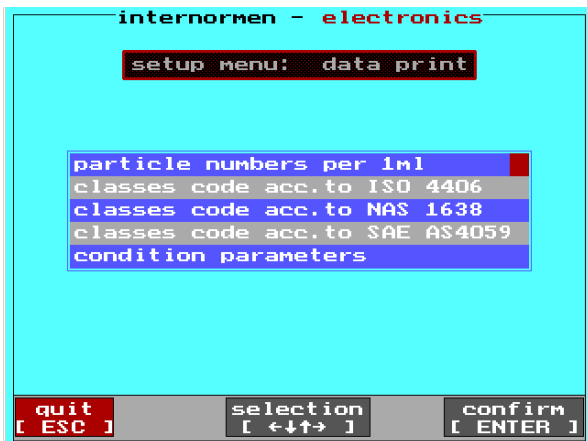 internormen - electronics
setup menu: data print
particle numbers per 1ml
classes code acc.to ISO 4406
classes code acc.to NAS 1638
classes code acc.to SAE AS4059
condition parameters
quit selection confirm
[ ESC ] [ ←↓↑→ ] [ ENTER ]